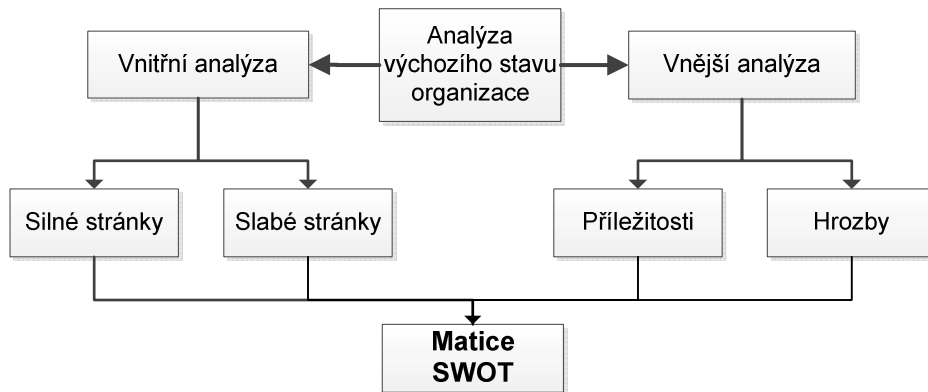 Analýza
výchozího stavu
organizace
Vnitřní analýza
Vnější analýza
Silné stránky
Slabé stránky
Příležitosti
Hrozby
Matice
SWOT